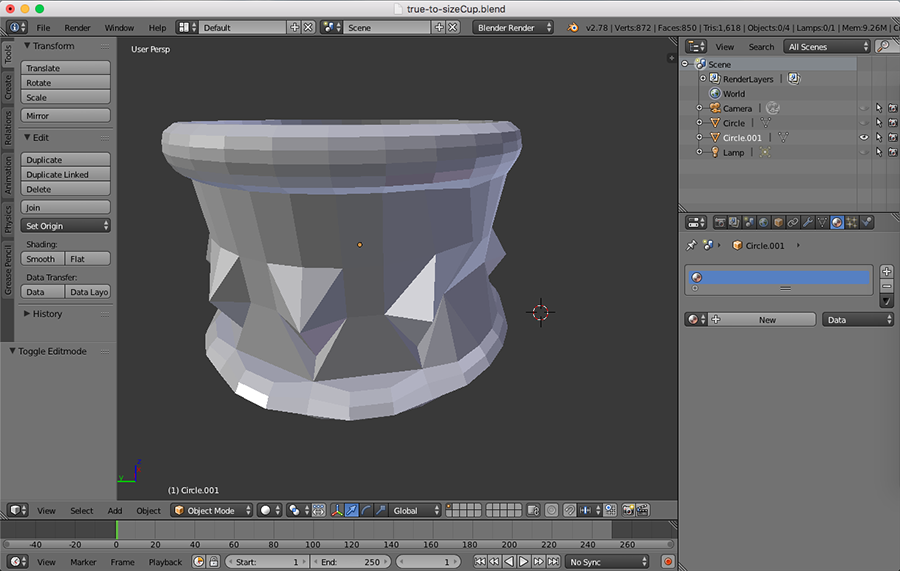 true-to-sizeCup.blend
File Render Window Help Default Scene Blender Render v2.78 | Verts:872 | Faces:850 | Tris:1,618 | Objects:0/4 | Lamps:0/1 | Mem:9.26M
Tools
Create
Relations
Animation
Physics
Grease Pencil
Transform
Translate
Rotate
Scale
Mirror
Edit
Duplicate
Duplicate Linked
Delete
Join
Set Origin
Shading:
Smooth Flat
Data Transfer:
Data Data Layo
History
Toggle Editmode
User Persp
(1) Circle.001
z
y
View Search All Scenes
Scene
RenderLayers
World
Camera
Circle
Circle.001
Lamp
Circle.001
New Data
View Select Add Object Object Mode Global
-40 -20 0 20 40 60 80 100 120 140 160 180 200 220 240 260
View Marker Frame Playback Start: 1 End: 250 1 No Sync